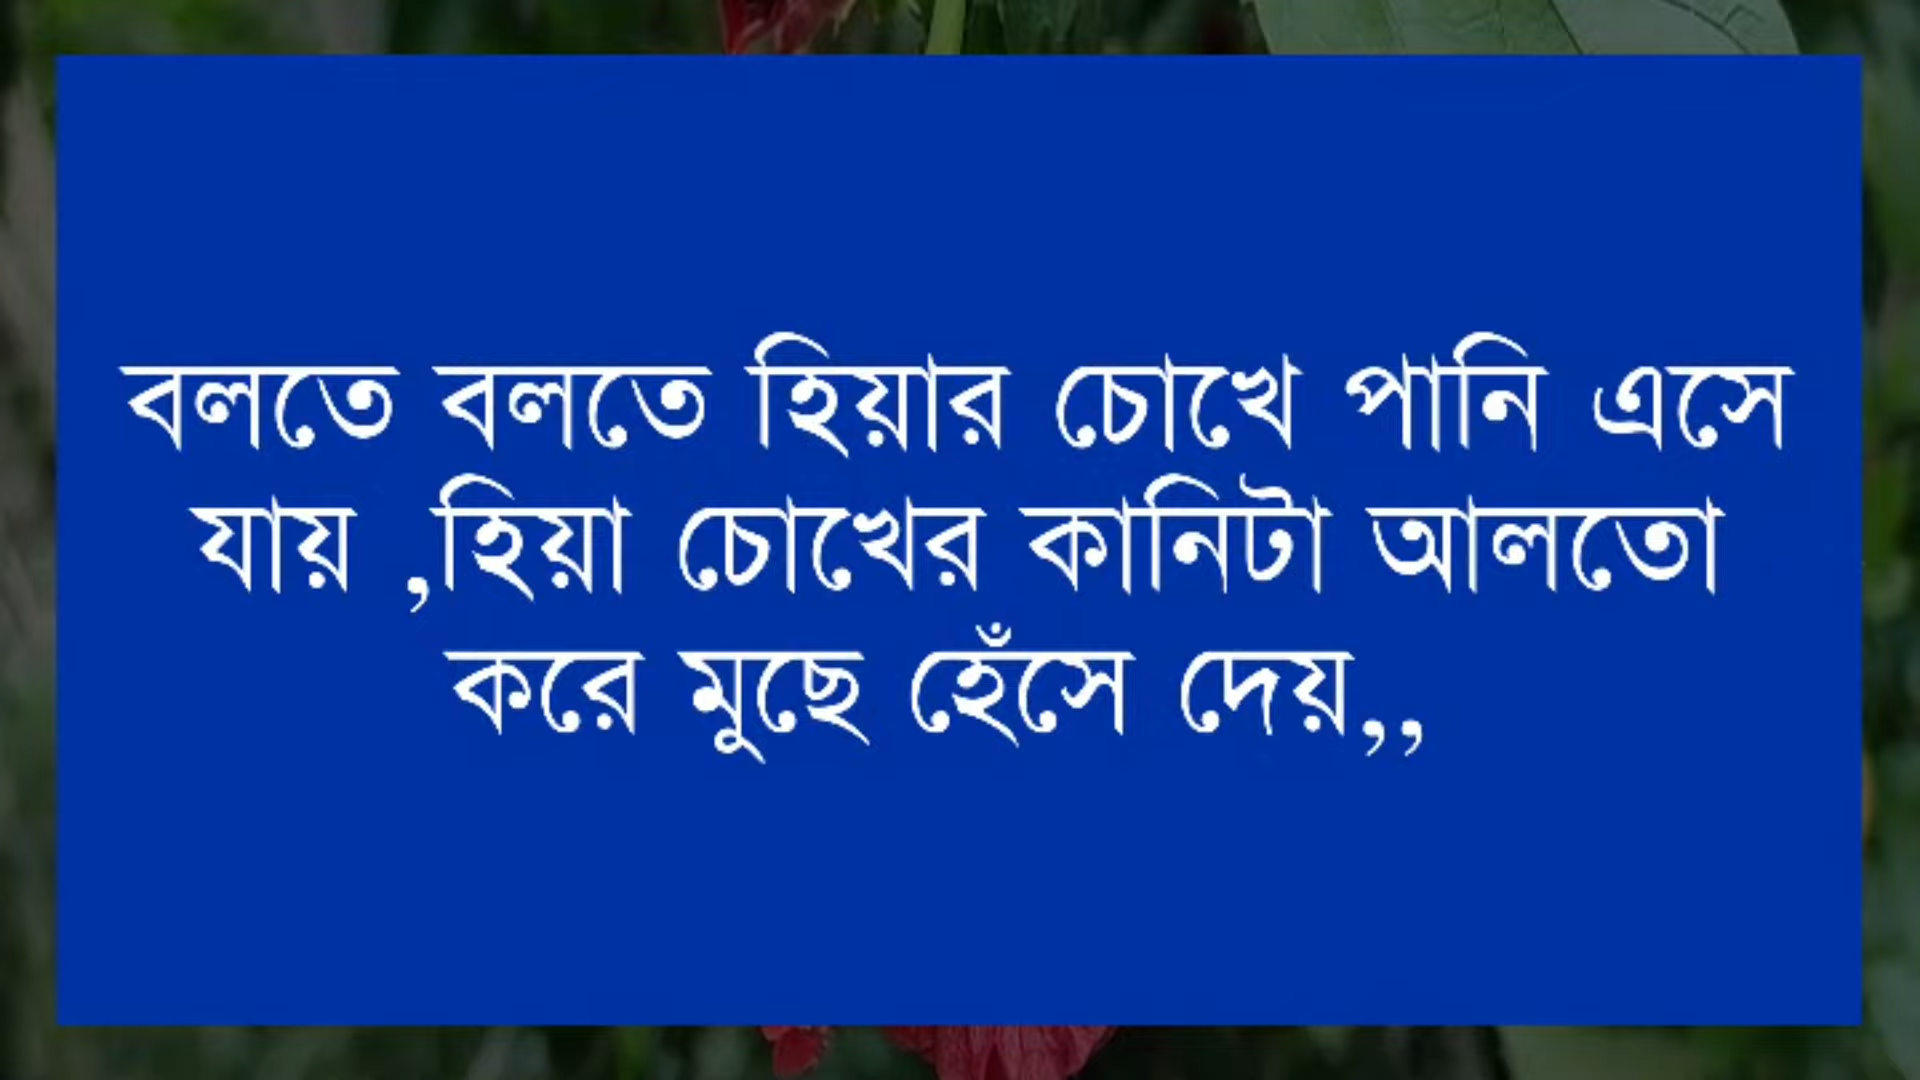 বলতে বলতে হিয়ার চোখে পানি এসে
যায় ,হিয়া চোখের কানিটা আলতো
করে মুছে হেঁসে দেয়,,